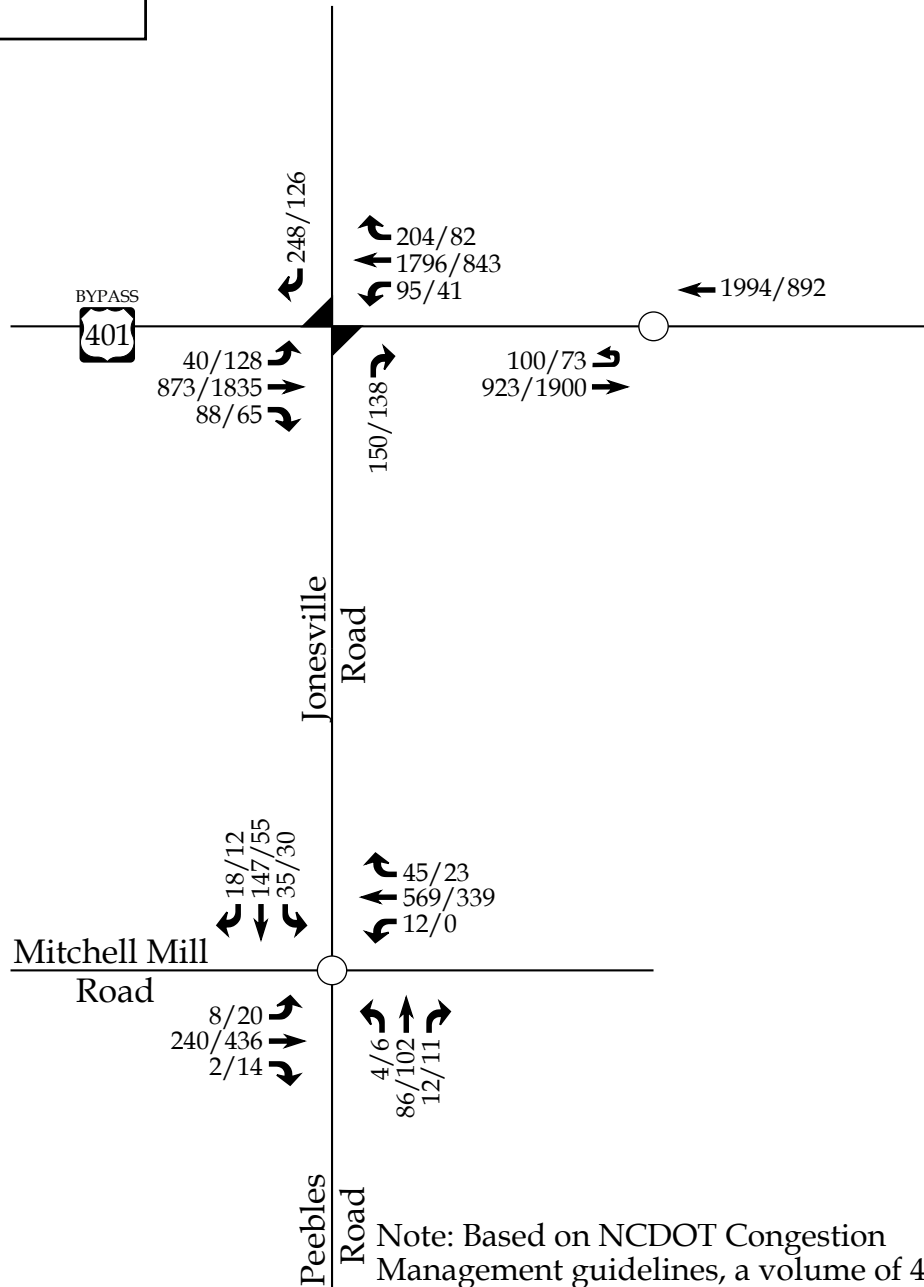 248/126
204/82
1796/843
95/41
1994/892
BYPASS
401
40/128
873/1835
88/65
150/138
100/73
923/1900
Jonesville
Road
18/12
147/55
35/30
45/23
569/339
12/0
Mitchell Mill
Road
8/20
240/436
2/14
4/6
86/102
12/11
Peebles
Road
Note: Based on NCDOT Congestion
Management guidelines, a volume of 4